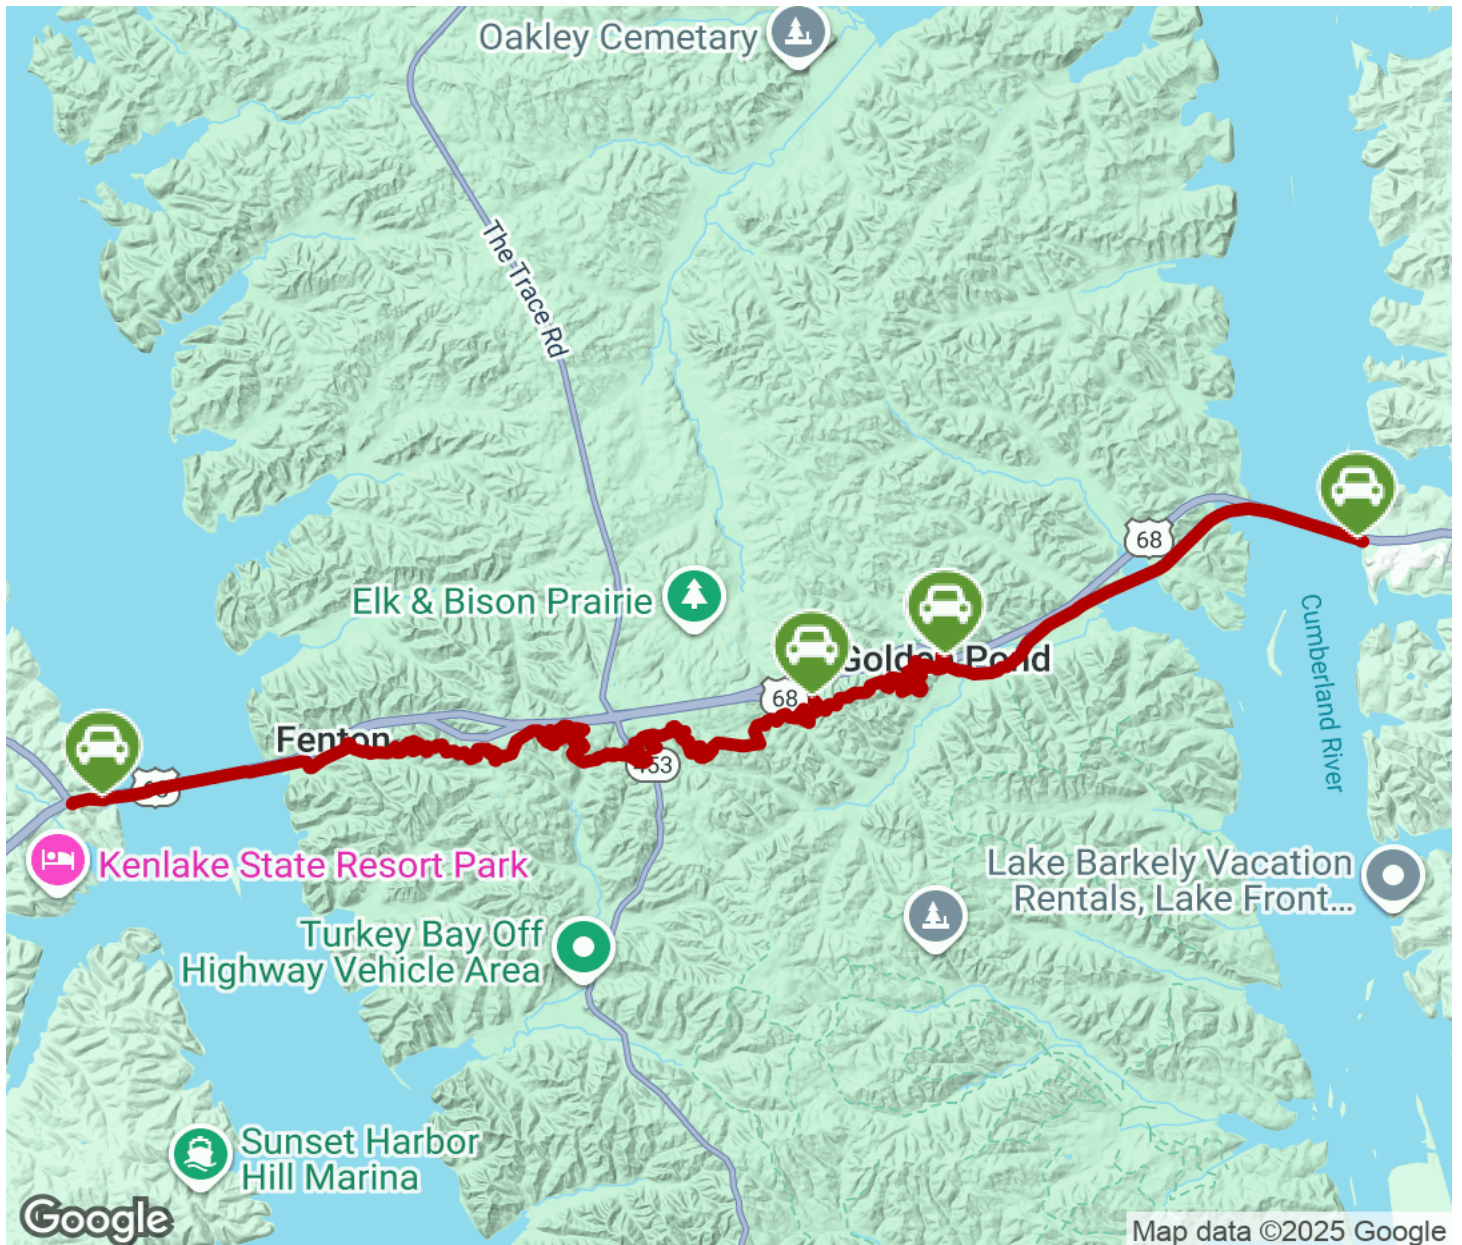 Oakley Cemetary
The Trace Rd
68
Elk & Bison Prairie
Golden Pond
68
Cumberland River
Fenton
Kenlake State Resort Park
Lake Barkely Vacation
Rentals, Lake Front...
Turkey Bay Off
Highway Vehicle Area
Sunset Harbor
Hill Marina
Google
Map data ©2025 Google